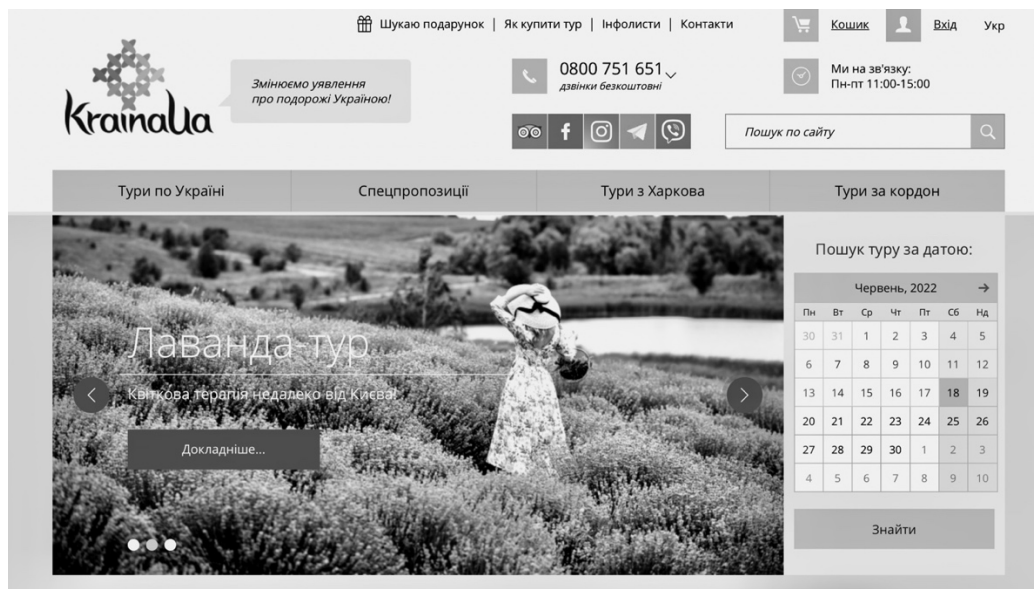 Шукаю подарунок | Як купити тур | Інфолисти | Контакти
Кошик
Вхід
Укр
KrainaUa
Змінюємо уявлення
про подорожі Україною!
0800 751 651
дзвінки безкоштовні
Ми на зв'язку:
Пн-пт 11:00-15:00
Пошук по сайту
Тури по Україні
Спецпропозиції
Тури з Харкова
Тури за кордон
Лаванда-тур
Квіткова терапія недалеко від Києва!
Докладніше...
Пошук туру за датою:
Червень, 2022
Пн Вт Ср Чт Пт Сб Нд
30 31 1 2 3 4 5
6 7 8 9 10 11 12
13 14 15 16 17 18 19
20 21 22 23 24 25 26
27 28 29 30 1 2 3
4 5 6 7 8 9 10
Знайти